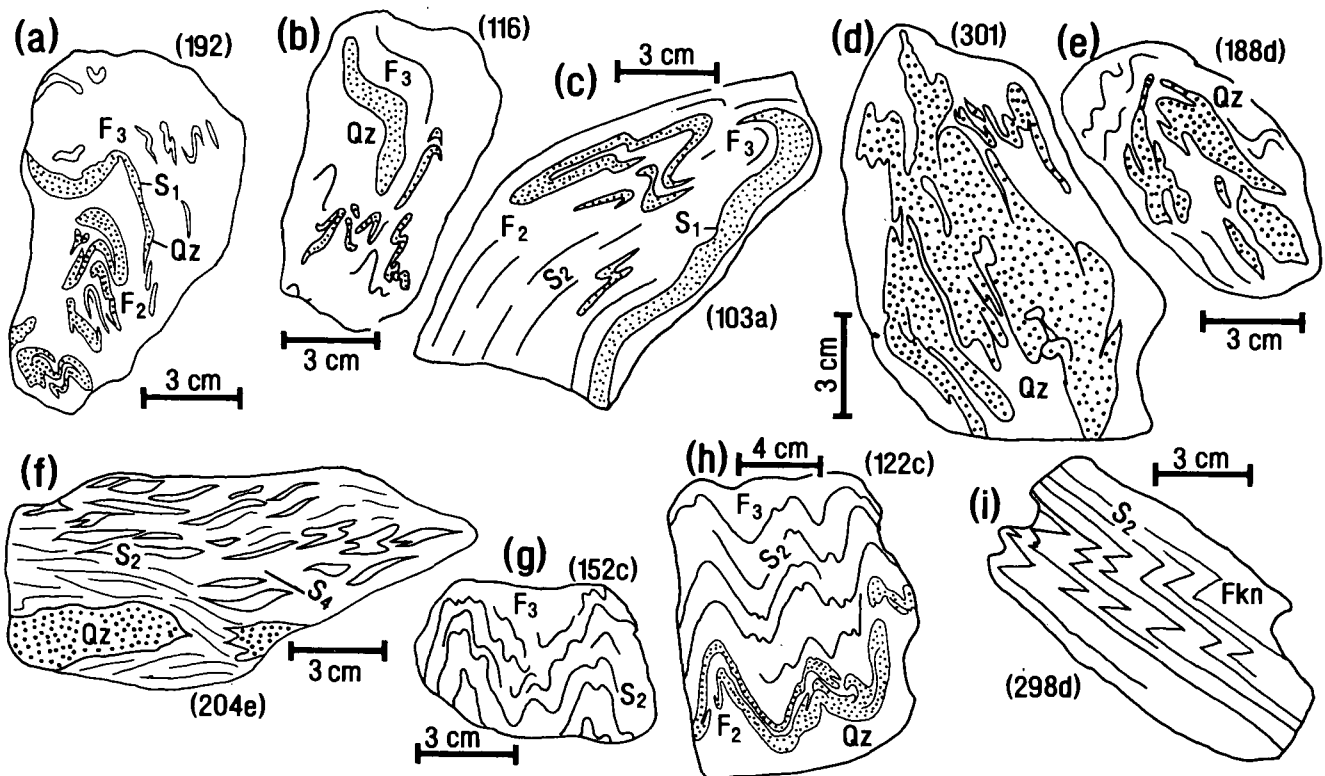 (a)
(192)
F3
S1
Qz
F2
3 cm
(b)
(116)
F3
Qz
3 cm
(c)
3 cm
F3
S1
F2
S2
(103a)
(d)
(301)
3 cm
Qz
(e)
(188d)
Qz
3 cm
(f)
S2
S4
Qz
3 cm
(204e)
(g)
(152c)
F3
S2
3 cm
(h)
4 cm
(122c)
F3
S2
F2
Qz
(i)
3 cm
S2
Fkn
(298d)